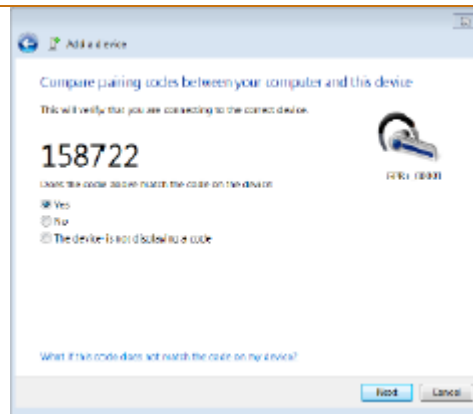 Add a device
Compare pairing codes between your computer and this device
This will verify that you are connecting to the correct device.
158722
Does the code above match the code on the device
Yes
No
The device is not displaying a code
What if this code does not match the code on my device?
Next Cancel